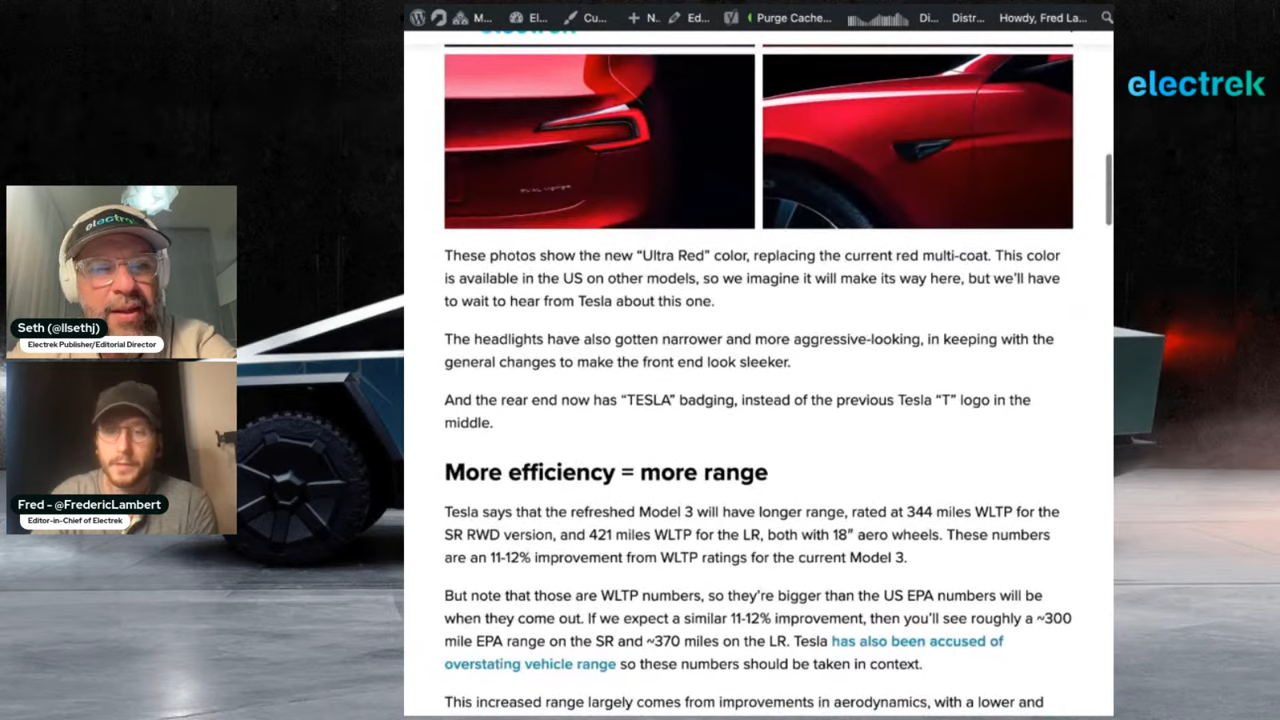 M...
El...
Cu...
N.
Ed...
Purge Cache...
Di...
Distr...
Howdy, Fred La...
electrek
electrek
Seth (@llsethj)
Electrek Publisher/Editorial Director
Fred - @FredericLambert
Editor-in-Chief of Electrek
These photos show the new “Ultra Red” color, replacing the current red multi-coat. This color
is available in the US on other models, so we imagine it will make its way here, but we’ll have
to wait to hear from Tesla about this one.
The headlights have also gotten narrower and more aggressive-looking, in keeping with the
general changes to make the front end look sleeker.
And the rear end now has “TESLA” badging, instead of the previous Tesla “T” logo in the
middle.
More efficiency = more range
Tesla says that the refreshed Model 3 will have longer range, rated at 344 miles WLTP for the
SR RWD version, and 421 miles WLTP for the LR, both with 18″ aero wheels. These numbers
are an 11-12% improvement from WLTP ratings for the current Model 3.
But note that those are WLTP numbers, so they’re bigger than the US EPA numbers will be
when they come out. If we expect a similar 11-12% improvement, then you’ll see roughly a ~300
mile EPA range on the SR and ~370 miles on the LR. Tesla has also been accused of
overstating vehicle range so these numbers should be taken in context.
This increased range largely comes from improvements in aerodynamics, with a lower and